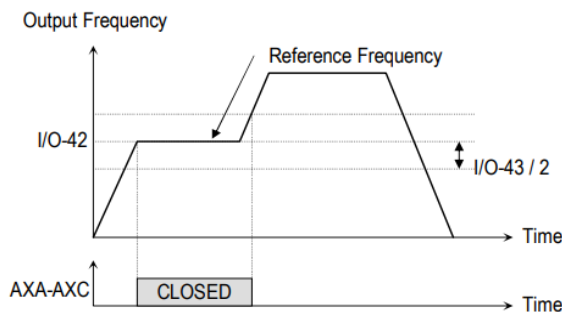 Output Frequency
Reference Frequency
I/O-42
I/O-43 / 2
Time
AXA-AXC
CLOSED
Time